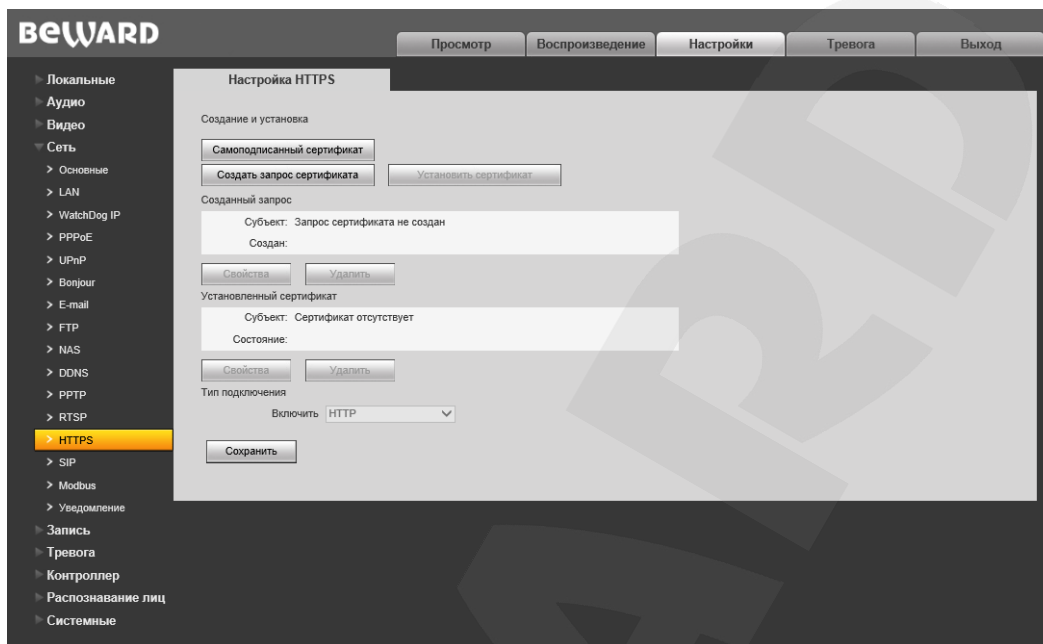 BEWARD
Просмотр
Воспроизведение
Настройки
Тревога
Выход
Локальные
Аудио
Видео
Сеть
Основные
LAN
WatchDog IP
PPPoE
UPnP
Bonjour
E-mail
FTP
NAS
DDNS
PPTP
RTSP
HTTPS
SIP
Modbus
Уведомление
Запись
Тревога
Контроллер
Распознавание лиц
Системные
Настройка HTTPS
Создание и установка
Самоподписанный сертификат
Создать запрос сертификата Установить сертификат
Созданный запрос
Субъект: Запрос сертификата не создан
Создан:
Свойства Удалить
Установленный сертификат
Субъект: Сертификат отсутствует
Состояние:
Свойства Удалить
Тип подключения
Включить HTTP
Сохранить